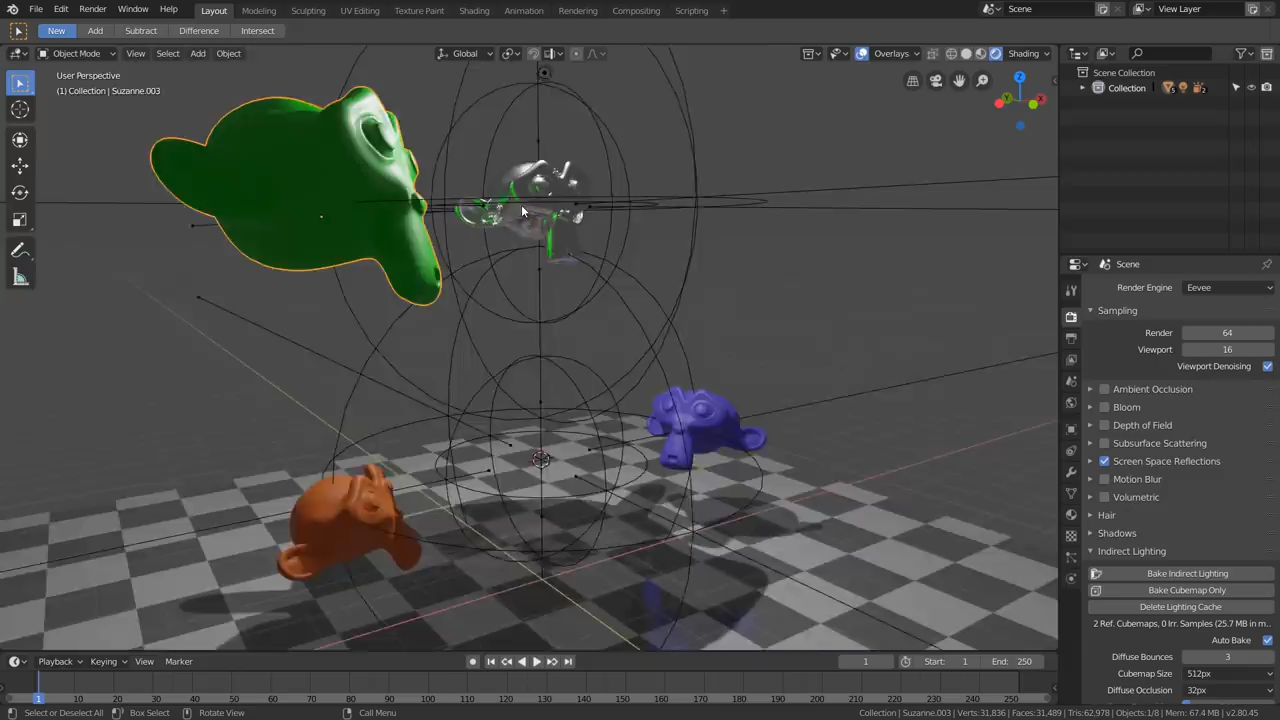 File Edit Render Window Help Layout Modeling Sculpting UV Editing Texture Paint Shading Animation Rendering Compositing Scripting + Scene View Layer
New Add Subtract Difference Intersect
Object Mode View Select Add Object Global Overlays Shading
User Perspective
(1) Collection | Suzanne.003
Scene Collection
Collection
Scene
Render Engine Eevee
Sampling
Render 64
Viewport 16
Viewport Denoising
Ambient Occlusion
Bloom
Depth of Field
Subsurface Scattering
Screen Space Reflections
Motion Blur
Volumetric
Hair
Shadows
Indirect Lighting
Bake Indirect Lighting
Bake Cubemap Only
Delete Lighting Cache
2 Ref. Cubemaps, 0 Irr. Samples (25.7 MB in m...
Auto Bake
Diffuse Bounces 3
Cubemap Size 512px
Diffuse Occlusion 32px
Playback Keying View Marker 1 Start: 1 End: 250
1 10 20 30 40 50 60 70 80 90 100 110 120 130 140 150 160 170 180 190 200 210 220 230 240 250
Select or Deselect All Box Select Rotate View Call Menu Collection | Suzanne.003 | Verts:31,836 | Faces:31,489 | Tris:62,978 | Objects:1/8 | Mem: 67.4 MB | v2.80.45